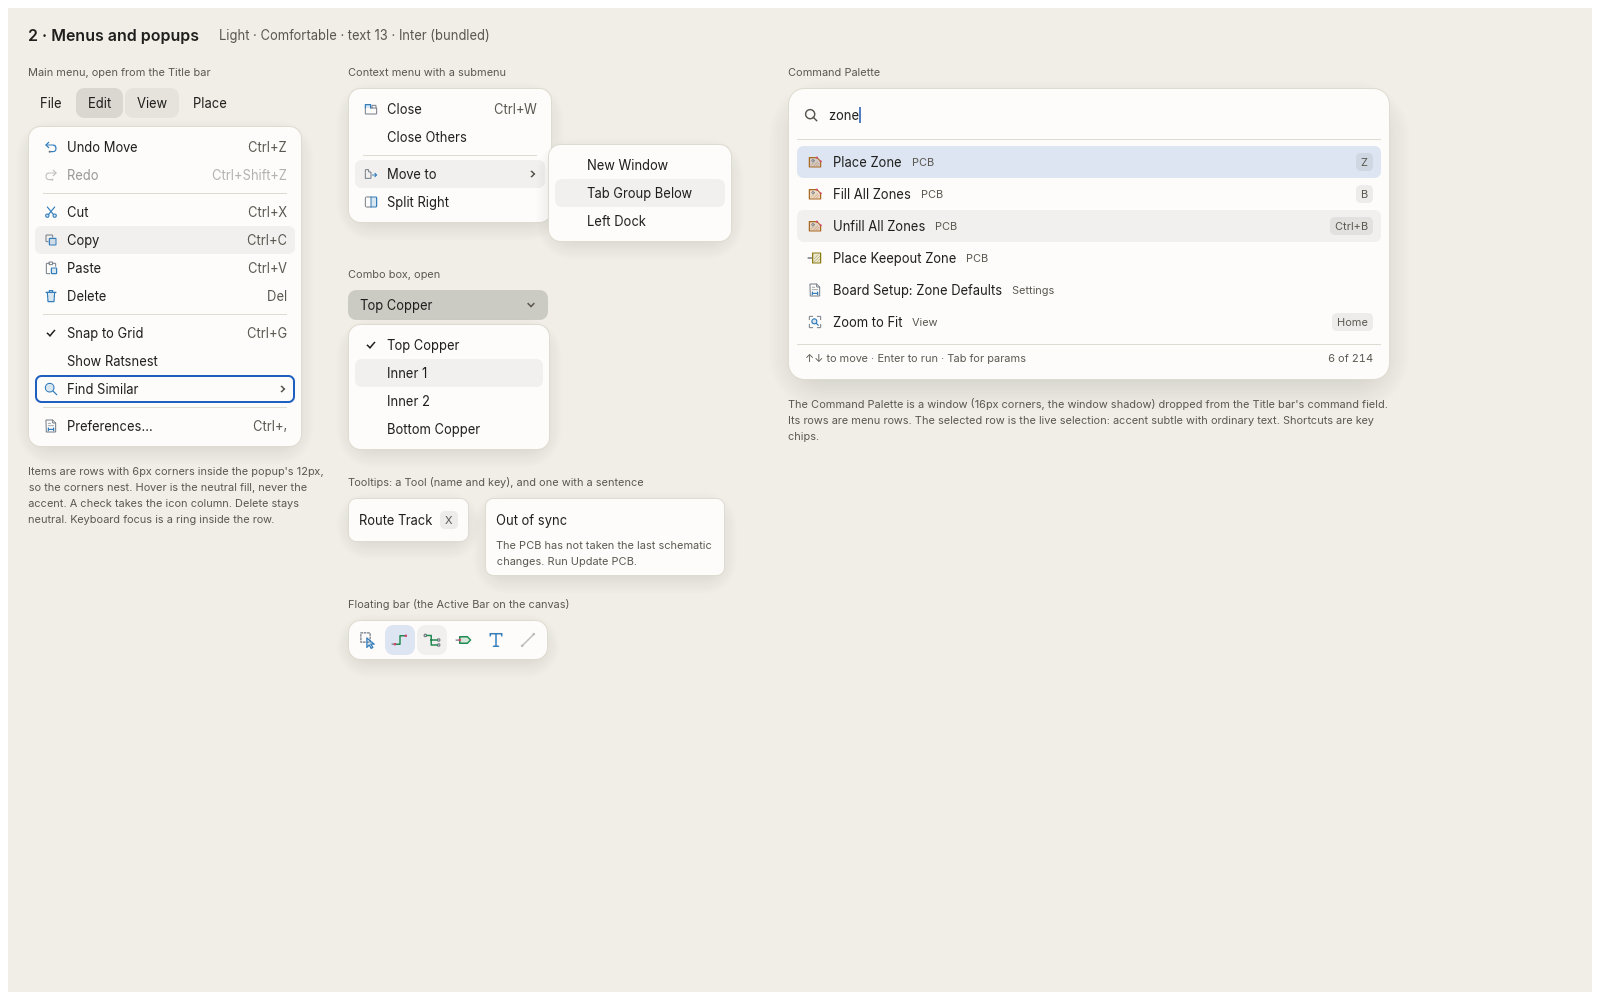 2 · Menus and popups Light · Comfortable · text 13 · Inter (bundled)
Main menu, open from the Title bar
File Edit View Place
Undo Move Ctrl+Z
Redo Ctrl+Shift+Z
Cut Ctrl+X
Copy Ctrl+C
Paste Ctrl+V
Delete Del
Snap to Grid Ctrl+G
Show Ratsnest
Find Similar
Preferences... Ctrl+,
Items are rows with 6px corners inside the popup's 12px,
so the corners nest. Hover is the neutral fill, never the
accent. A check takes the icon column. Delete stays
neutral. Keyboard focus is a ring inside the row.
Context menu with a submenu
Close Ctrl+W
Close Others
Move to
Split Right
New Window
Tab Group Below
Left Dock
Combo box, open
Top Copper
Top Copper
Inner 1
Inner 2
Bottom Copper
Tooltips: a Tool (name and key), and one with a sentence
Route Track X
Out of sync
The PCB has not taken the last schematic
changes. Run Update PCB.
Floating bar (the Active Bar on the canvas)
Command Palette
zone
Place Zone PCB Z
Fill All Zones PCB B
Unfill All Zones PCB Ctrl+B
Place Keepout Zone PCB
Board Setup: Zone Defaults Settings
Zoom to Fit View Home
↑↓ to move · Enter to run · Tab for params 6 of 214
The Command Palette is a window (16px corners, the window shadow) dropped from the Title bar's command field.
Its rows are menu rows. The selected row is the live selection: accent subtle with ordinary text. Shortcuts are key
chips.